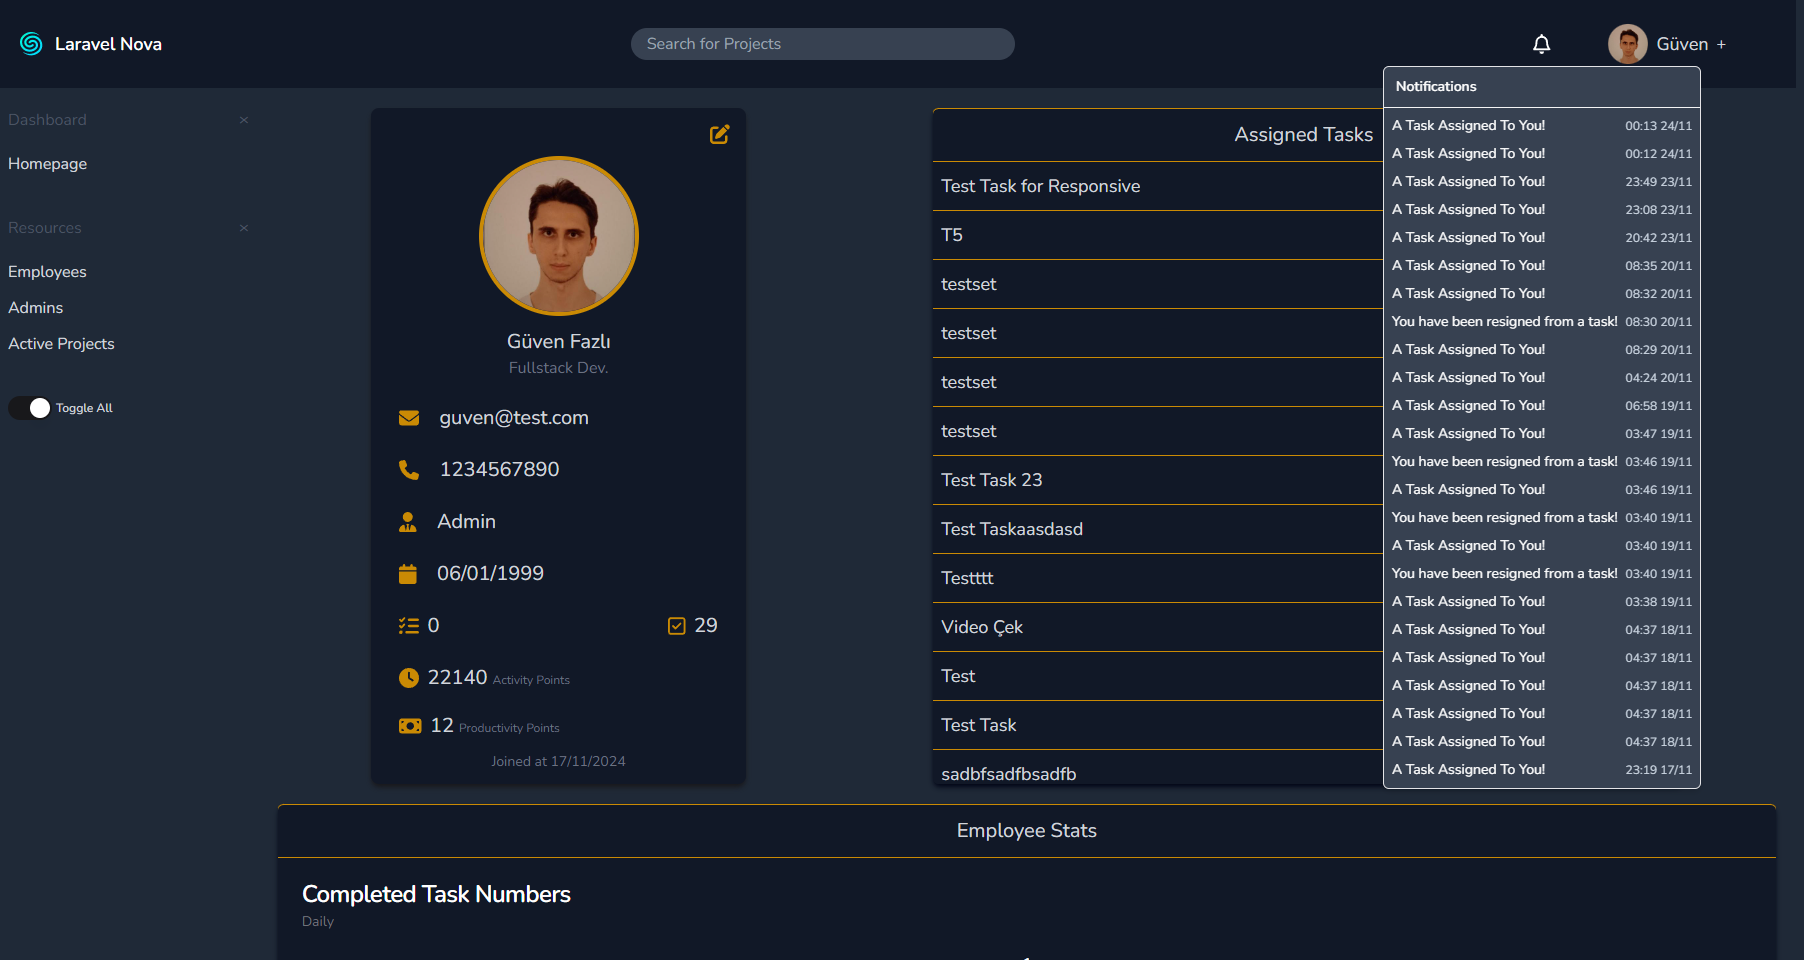 Laravel Nova
Search for Projects
Güven +
Dashboard ×
Homepage
Resources ×
Employees
Admins
Active Projects
Toggle All
Güven Fazlı
Fullstack Dev.
guven@test.com
1234567890
Admin
06/01/1999
0 29
22140 Activity Points
12 Productivity Points
Joined at 17/11/2024
Assigned Tasks
Test Task for Responsive
T5
testset
testset
testset
testset
Test Task 23
Test Taskaasdasd
Testttt
Video Çek
Test
Test Task
sadbfsadfbsadfb
Notifications
A Task Assigned To You! 00:13 24/11
A Task Assigned To You! 00:12 24/11
A Task Assigned To You! 23:49 23/11
A Task Assigned To You! 23:08 23/11
A Task Assigned To You! 20:42 23/11
A Task Assigned To You! 08:35 20/11
A Task Assigned To You! 08:32 20/11
You have been resigned from a task! 08:30 20/11
A Task Assigned To You! 08:29 20/11
A Task Assigned To You! 04:24 20/11
A Task Assigned To You! 06:58 19/11
A Task Assigned To You! 03:47 19/11
You have been resigned from a task! 03:46 19/11
A Task Assigned To You! 03:46 19/11
You have been resigned from a task! 03:40 19/11
A Task Assigned To You! 03:40 19/11
You have been resigned from a task! 03:40 19/11
A Task Assigned To You! 03:38 19/11
A Task Assigned To You! 04:37 18/11
A Task Assigned To You! 04:37 18/11
A Task Assigned To You! 04:37 18/11
A Task Assigned To You! 04:37 18/11
A Task Assigned To You! 04:37 18/11
A Task Assigned To You! 23:19 17/11
Employee Stats
Completed Task Numbers
Daily